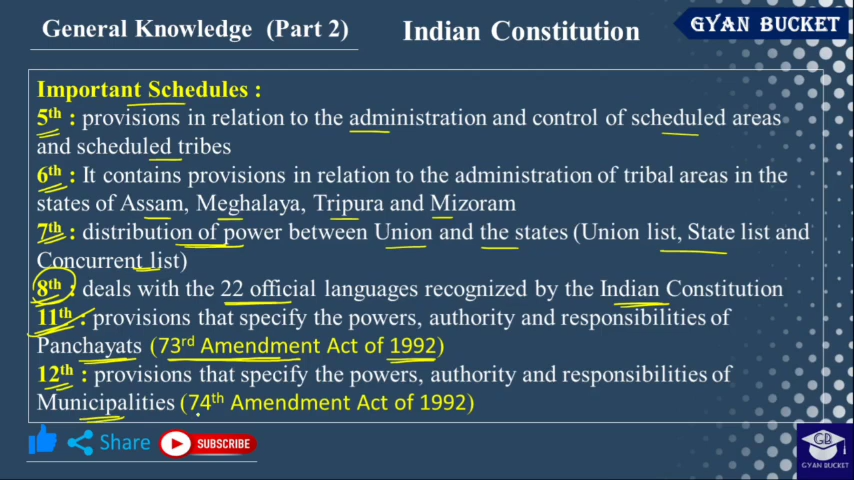 General Knowledge (Part 2)
Indian Constitution
GYAN BUCKET
Important Schedules :
5th : provisions in relation to the administration and control of scheduled areas
and scheduled tribes
6th : It contains provisions in relation to the administration of tribal areas in the
states of Assam, Meghalaya, Tripura and Mizoram
7th : distribution of power between Union and the states (Union list, State list and
Concurrent list)
8th : deals with the 22 official languages recognized by the Indian Constitution
11th : provisions that specify the powers, authority and responsibilities of
Panchayats (73rd Amendment Act of 1992)
12th : provisions that specify the powers, authority and responsibilities of
Municipalities (74th Amendment Act of 1992)
Share
SUBSCRIBE
GB
GYAN BUCKET